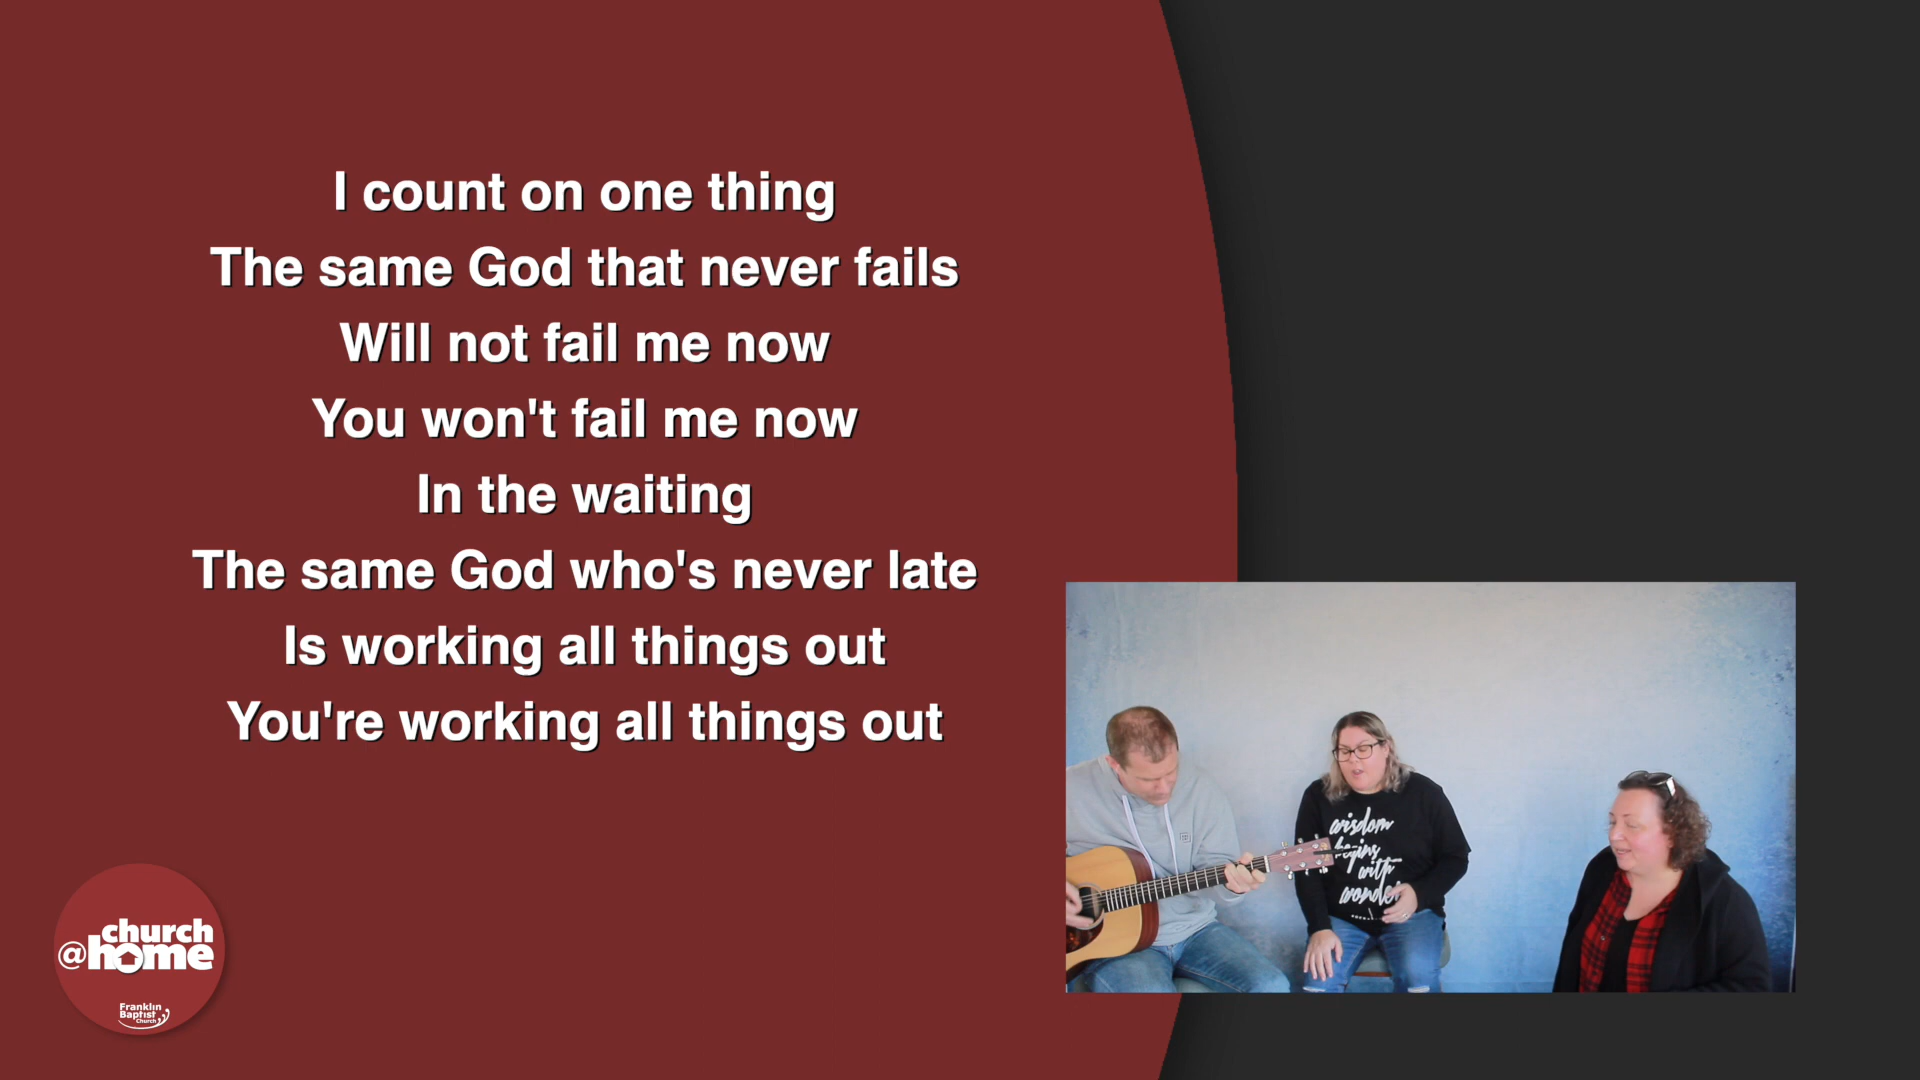 I count on one thing
The same God that never fails
Will not fail me now
You won't fail me now
In the waiting
The same God who's never late
Is working all things out
You're working all things out
wisdom
begins
with
wonder
church
@home
Franklin
Baptist
Church